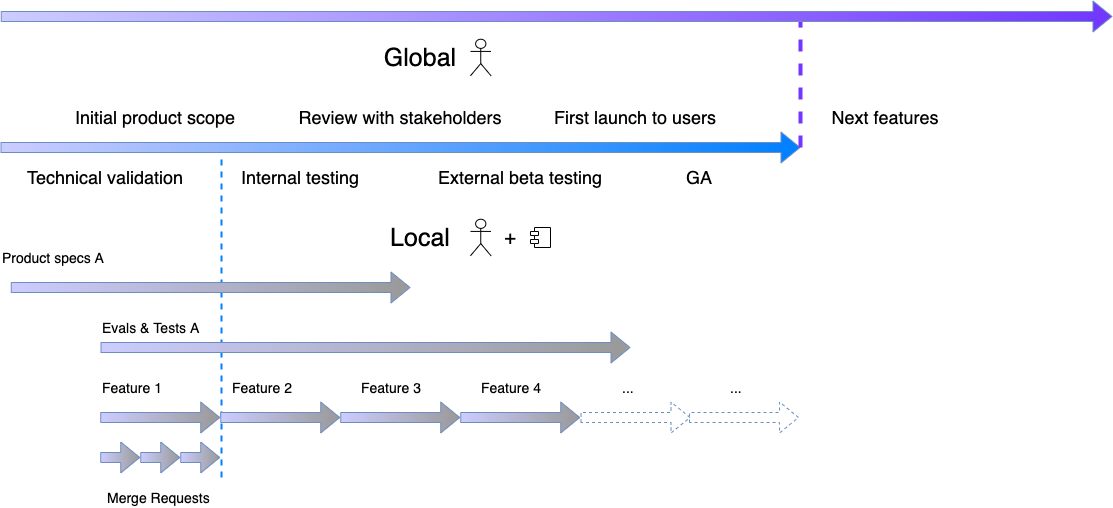 Global
Initial product scope
Review with stakeholders
First launch to users
Next features
Technical validation
Internal testing
External beta testing
GA
Local
+
Product specs A
Evals & Tests A
Feature 1
Feature 2
Feature 3
Feature 4
...
...
Merge Requests